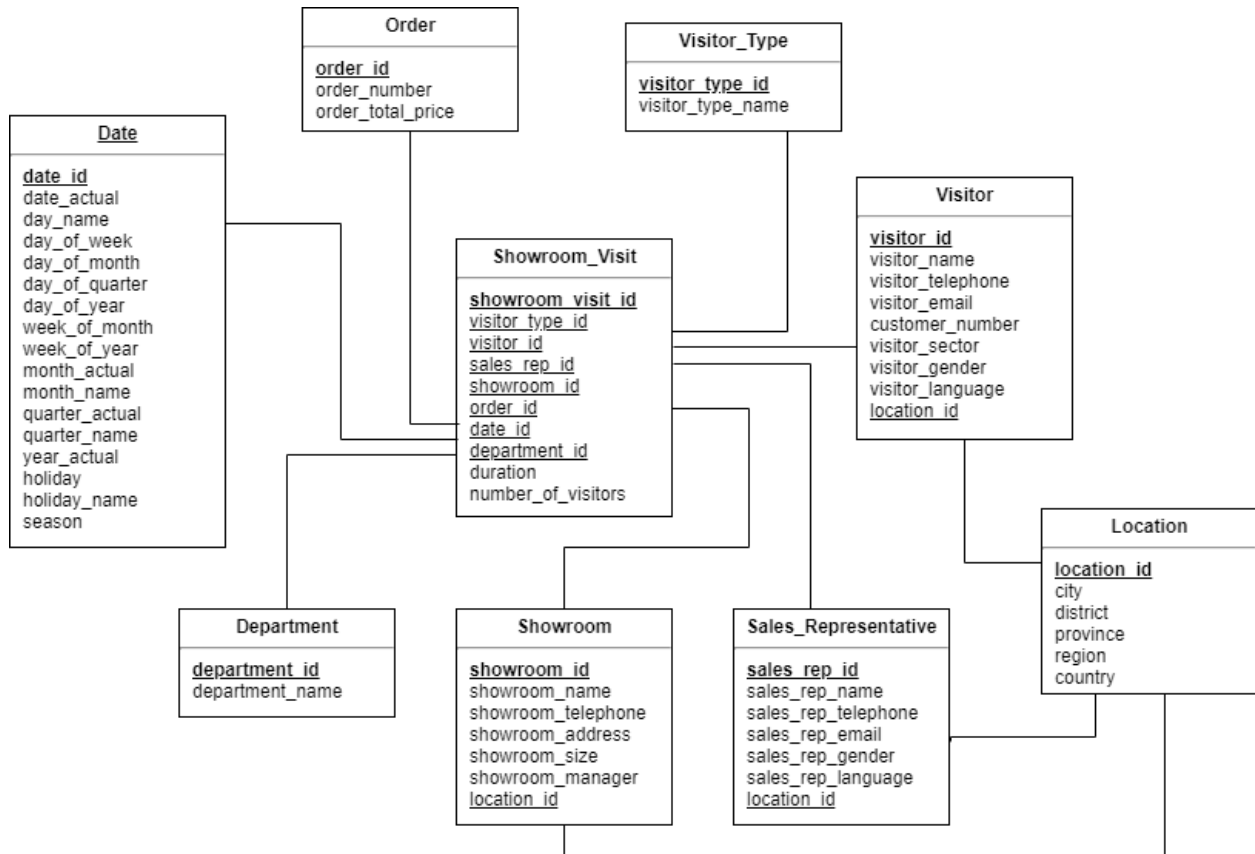 Order
order_id
order_number
order_total_price
Visitor_Type
visitor_type_id
visitor_type_name
Date
date_id
date_actual
day_name
day_of_week
day_of_month
day_of_quarter
day_of_year
week_of_month
week_of_year
month_actual
month_name
quarter_actual
quarter_name
year_actual
holiday
holiday_name
season
Visitor
visitor_id
visitor_name
visitor_telephone
visitor_email
customer_number
visitor_sector
visitor_gender
visitor_language
location_id
Showroom_Visit
showroom_visit_id
visitor_type_id
visitor_id
sales_rep_id
showroom_id
order_id
date_id
department_id
duration
number_of_visitors
Location
location_id
city
district
province
region
country
Department
department_id
department_name
Showroom
showroom_id
showroom_name
showroom_telephone
showroom_address
showroom_size
showroom_manager
location_id
Sales_Representative
sales_rep_id
sales_rep_name
sales_rep_telephone
sales_rep_email
sales_rep_gender
sales_rep_language
location_id